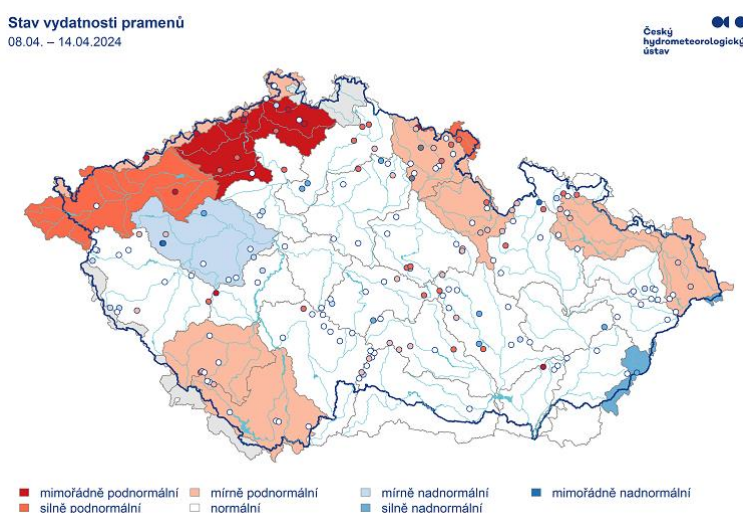 Stav vydatnosti pramenů
08.04. – 14.04.2024
Český
hydrometeorologický
ústav
mimořádně podnormální
mírně podnormální
mírně nadnormální
mimořádně nadnormální
silně podnormální
normální
silně nadnormální